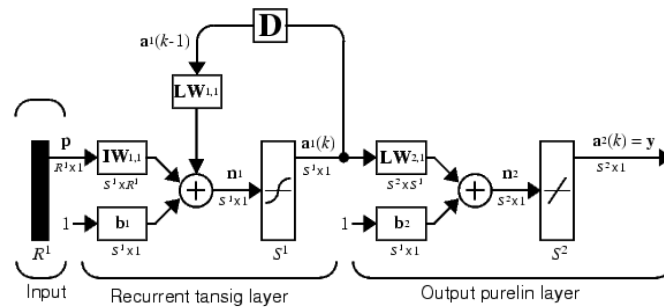 D
a¹(k-1)
LW1,1
p
IW1,1
a¹(k)
LW2,1
a²(k) = y
R¹x1
S¹xR¹
n1
S¹x1
S¹x1
S²xS¹
n2
S²x1
S²x1
1
b1
1
b2
R¹
S¹x1
S¹
S¹x1
S²
Input
Recurrent tansig layer
Output purelin layer